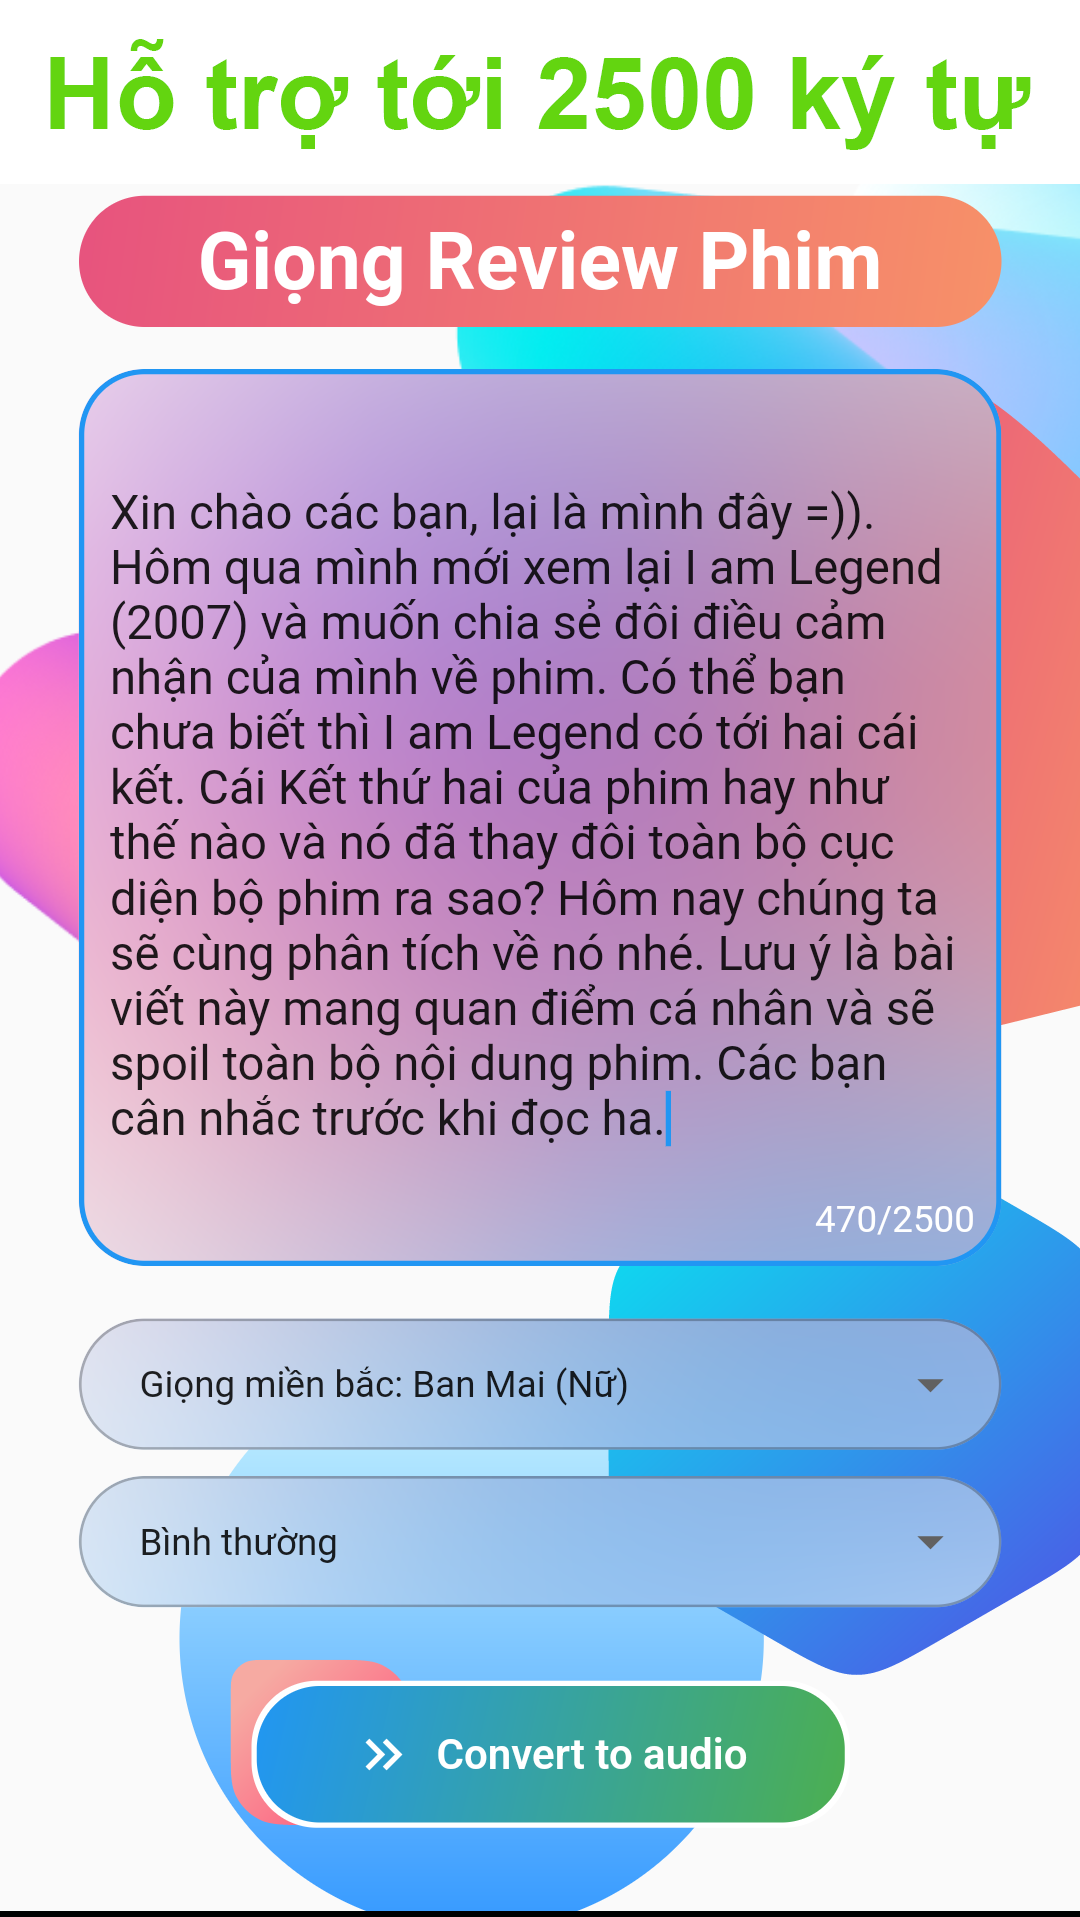 Hỗ trợ tới 2500 ký tự
Giọng Review Phim
Xin chào các bạn, lại là mình đây =)).
Hôm qua mình mới xem lại I am Legend
(2007) và muốn chia sẻ đôi điều cảm
nhận của mình về phim. Có thể bạn
chưa biết thì I am Legend có tới hai cái
kết. Cái Kết thứ hai của phim hay như
thế nào và nó đã thay đôi toàn bộ cục
diện bộ phim ra sao? Hôm nay chúng ta
sẽ cùng phân tích về nó nhé. Lưu ý là bài
viết này mang quan điểm cá nhân và sẽ
spoil toàn bộ nội dung phim. Các bạn
cân nhắc trước khi đọc ha.
470/2500
Giọng miền bắc: Ban Mai (Nữ)
Bình thường
Convert to audio